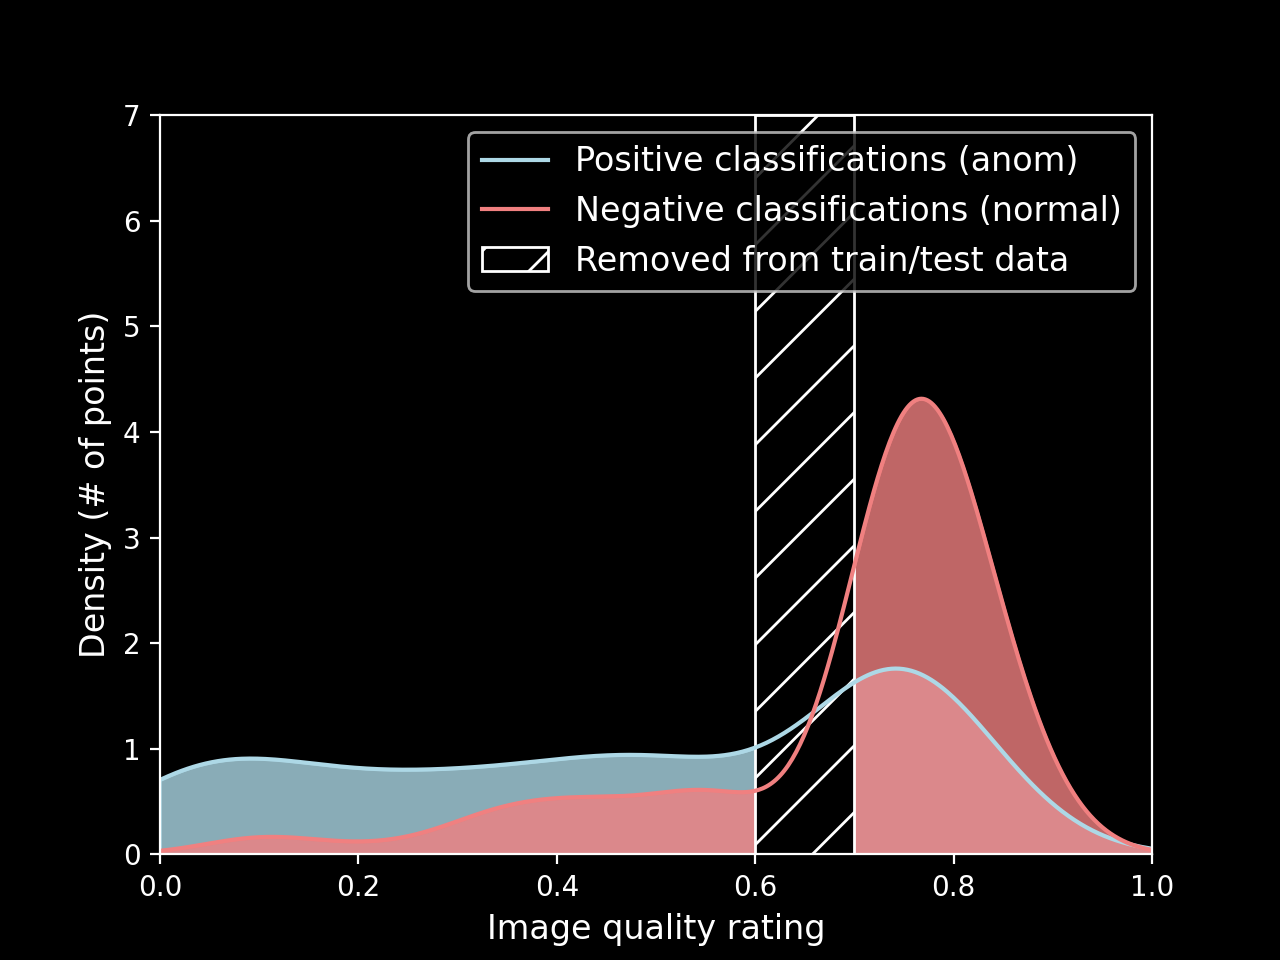 7
6
5
4
3
2
1
0
Density (# of points)
Positive classifications (anom)
Negative classifications (normal)
Removed from train/test data
0.0 0.2 0.4 0.6 0.8 1.0
Image quality rating